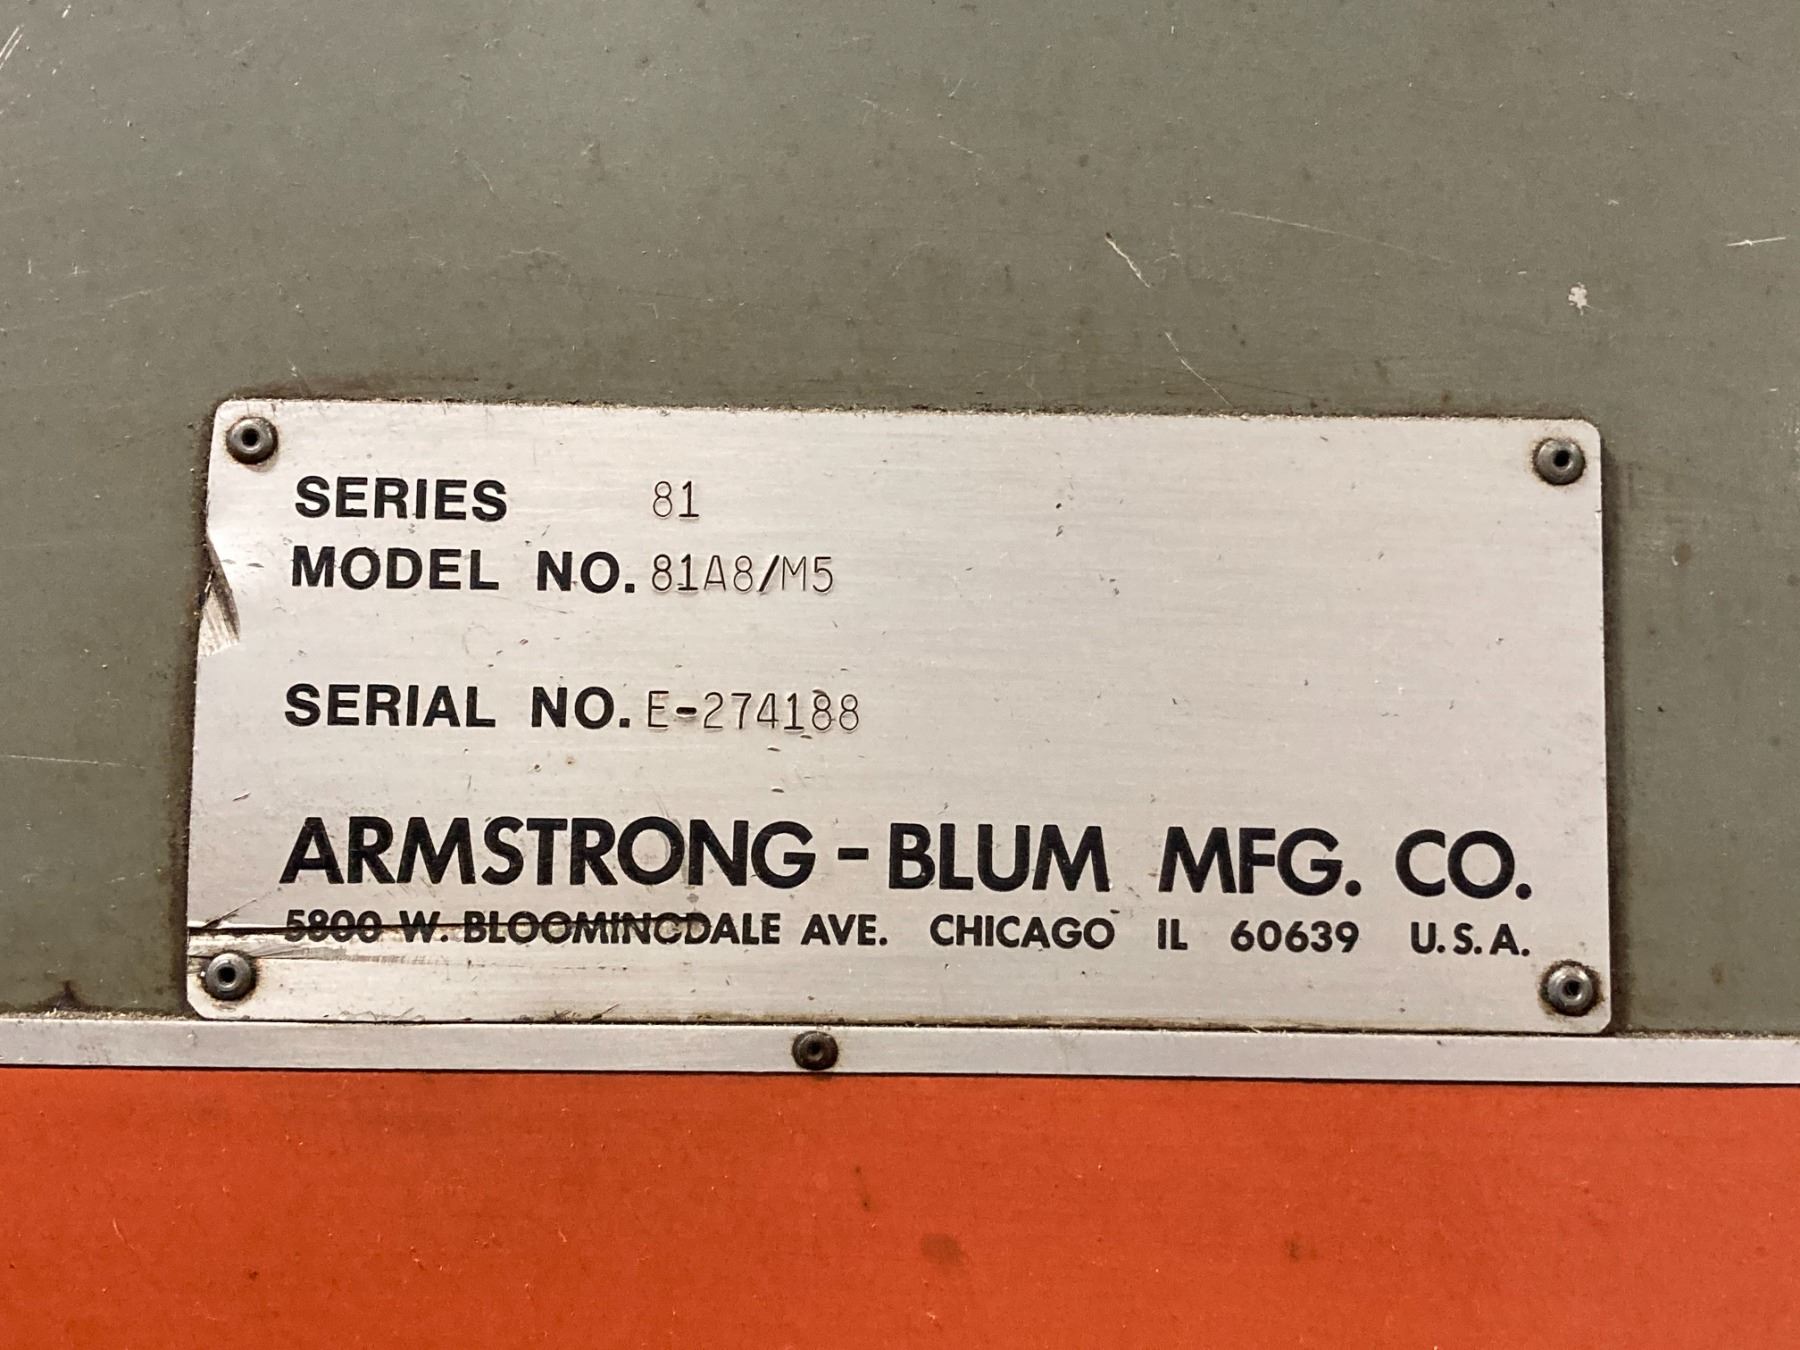 SERIES 81
MODEL NO. 81A8/M5
SERIAL NO. E-274188
ARMSTRONG - BLUM MFG. CO.
5800 W. BLOOMINGDALE AVE. CHICAGO IL 60639 U.S.A.